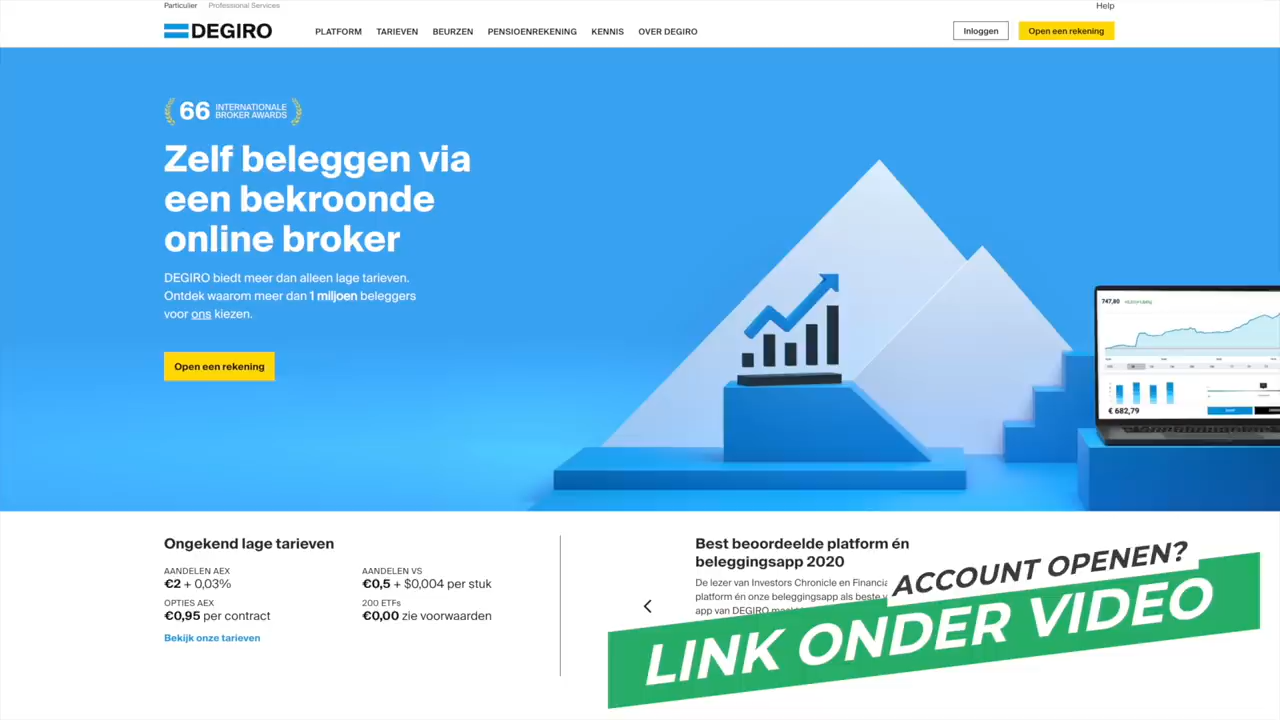 Particulier Professional Services
Help
DEGIRO
PLATFORM TARIEVEN BEURZEN PENSIOENREKENING KENNIS OVER DEGIRO
Inloggen
Open een rekening
66 INTERNATIONALE
BROKER AWARDS
Zelf beleggen via
een bekroonde
online broker
DEGIRO biedt meer dan alleen lage tarieven.
Ontdek waarom meer dan 1 miljoen beleggers
voor ons kiezen.
Open een rekening
747,80
€ 682,79
Ongekend lage tarieven
AANDELEN AEX
€2 + 0,03%
AANDELEN VS
€0,5 + $0,004 per stuk
OPTIES AEX
€0,95 per contract
200 ETFs
€0,00 zie voorwaarden
Bekijk onze tarieven
Best beoordeelde platform én
beleggingsapp 2020
De lezer van Investors Chronicle en
platform én onze beleggingsapp als beste
app van DEGIRO
ACCOUNT OPENEN?
LINK ONDER VIDEO